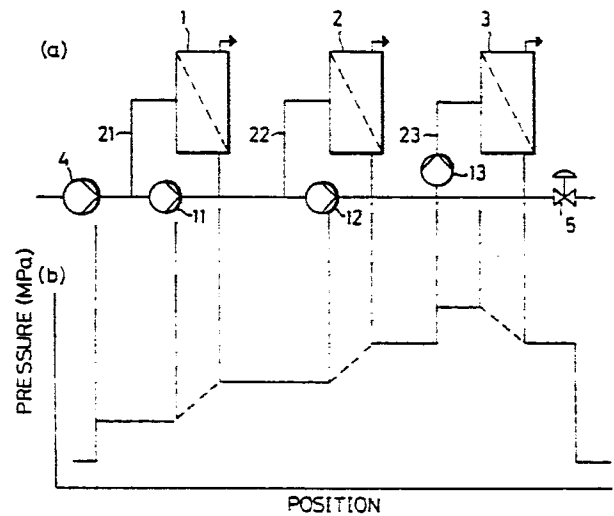 1 2 3
(a)
21 22 23
4 13
11 12 5
(b)
PRESSURE (MPa)
POSITION